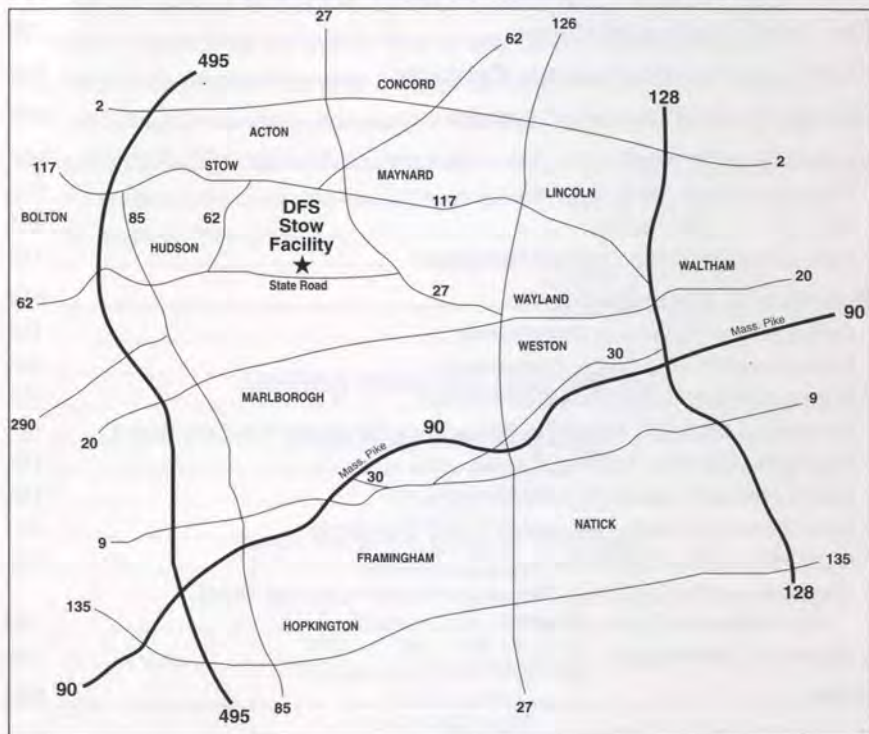 27
126
62
495
CONCORD
128
2
ACTON
2
STOW
117
MAYNARD
LINCOLN
117
BOLTON
85
62
DFS
Stow
Facility
HUDSON
WALTHAM
20
State Road
27
62
WAYLAND
Mass. Pike
90
WESTON
30
MARLBOROGH
9
290
20
90
Mass. Pike
30
NATICK
9
FRAMINGHAM
135
128
135
HOPKINGTON
90
495
85
27